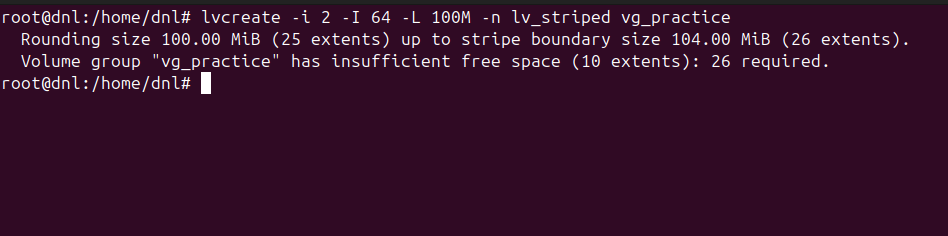 root@dnl:/home/dnl# lvcreate -i 2 -I 64 -L 100M -n lv_striped vg_practice
  Rounding size 100.00 MiB (25 extents) up to stripe boundary size 104.00 MiB (26 extents).
  Volume group "vg_practice" has insufficient free space (10 extents): 26 required.
root@dnl:/home/dnl#